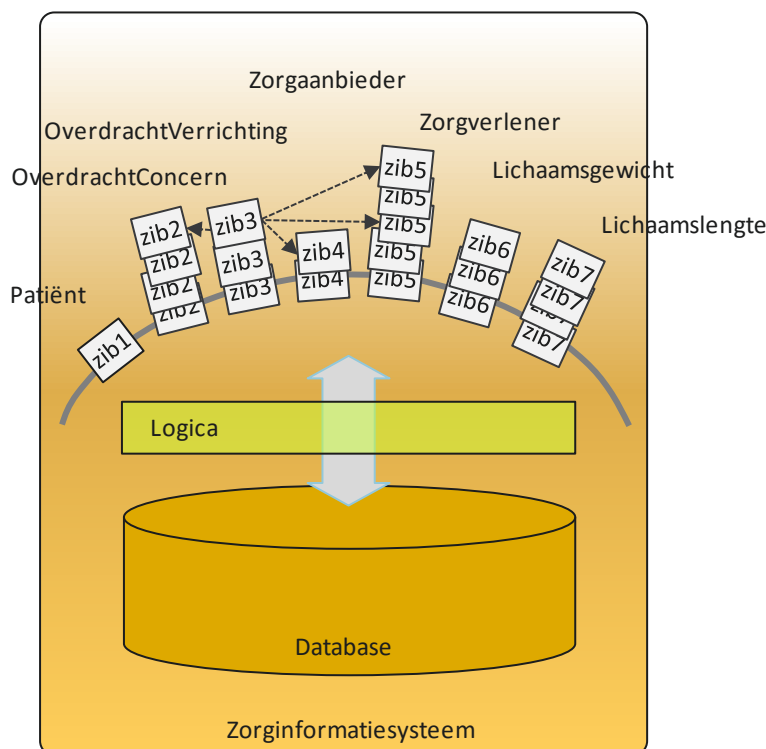 Zorgaanbieder
OverdrachtVerrichting
Zorgverlener
OverdrachtConcern
Lichaamsgewicht
Lichaamslengte
Patiënt
zib1
zib2
zib2
zib2
zib2
zib3
zib3
zib3
zib4
zib4
zib5
zib5
zib5
zib5
zib5
zib6
zib6
zib6
zib7
zib7
zib7
Logica
Database
Zorginformatiesysteem